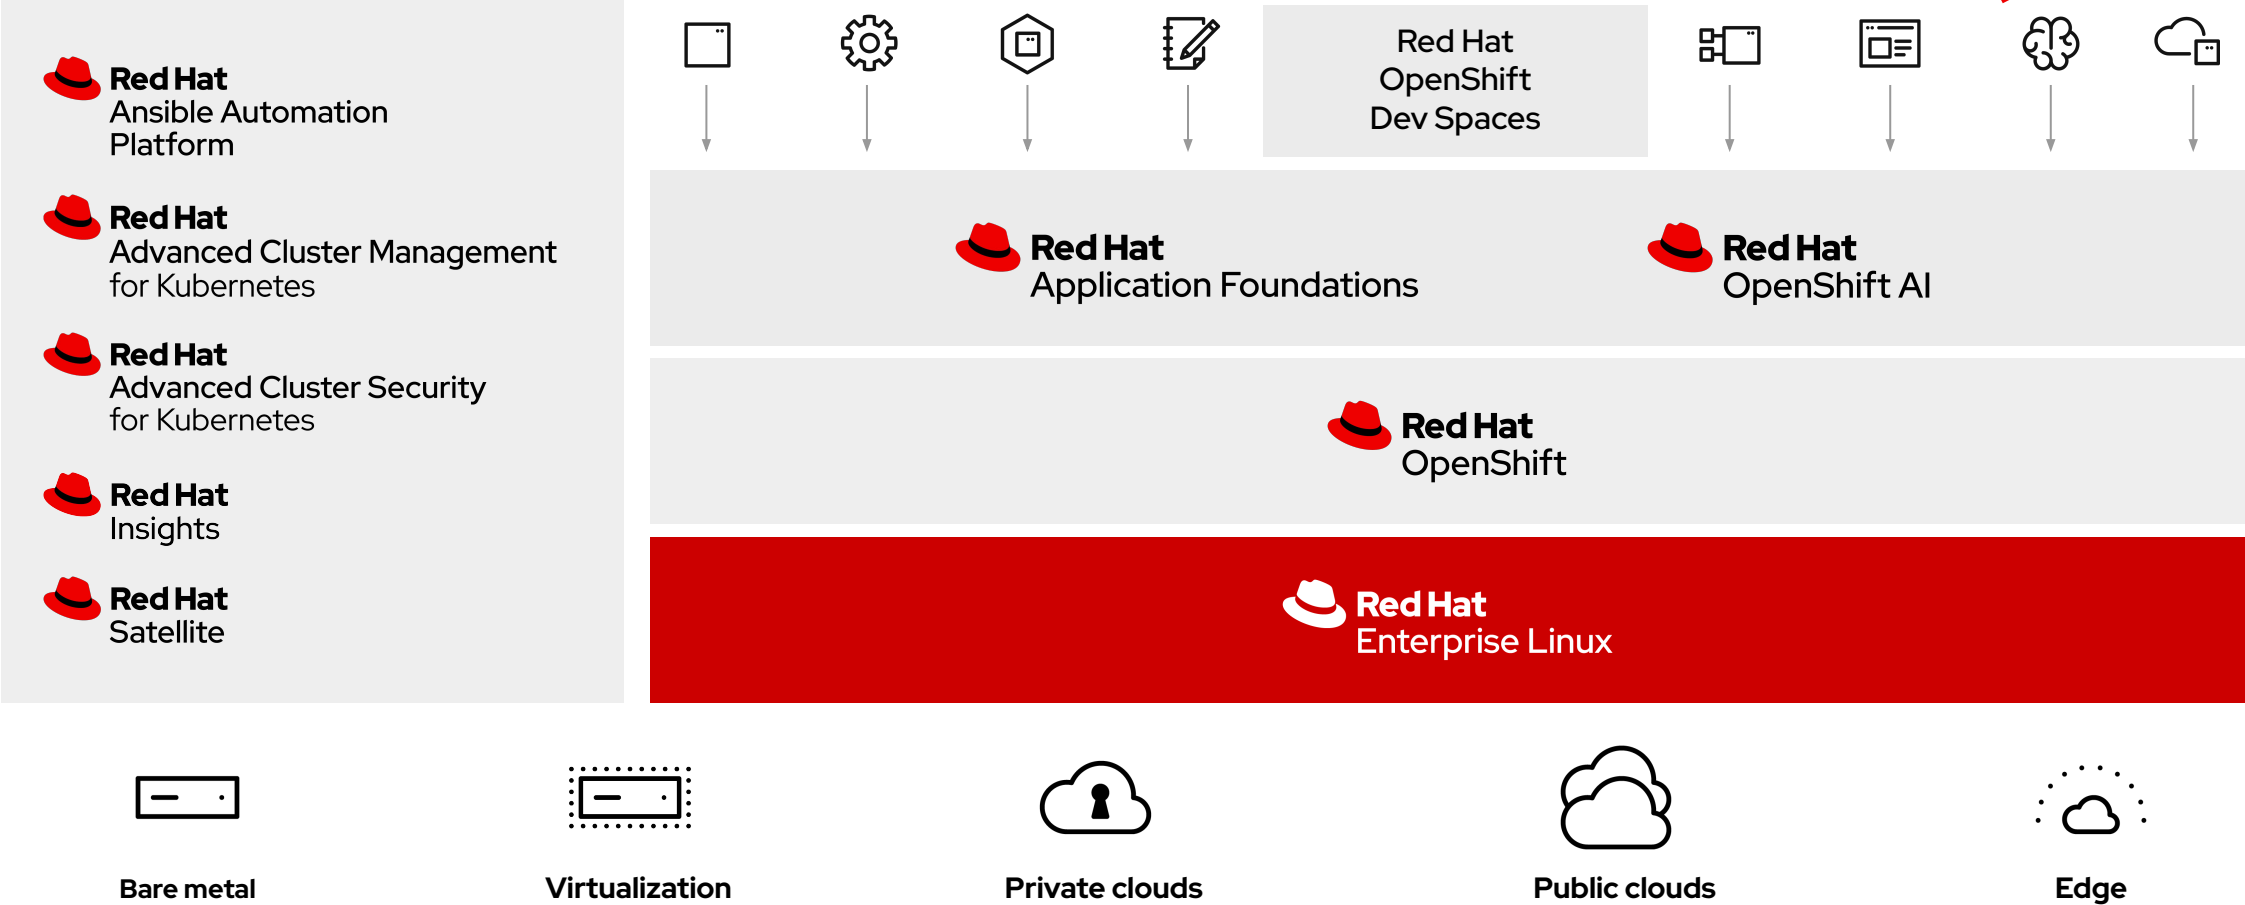 Red Hat
Ansible Automation
Platform
Red Hat
Advanced Cluster Management
for Kubernetes
Red Hat
Advanced Cluster Security
for Kubernetes
Red Hat
Insights
Red Hat
Satellite
Red Hat
OpenShift
Dev Spaces
Red Hat
Application Foundations
Red Hat
OpenShift AI
Red Hat
OpenShift
Red Hat
Enterprise Linux
Bare metal
Virtualization
Private clouds
Public clouds
Edge